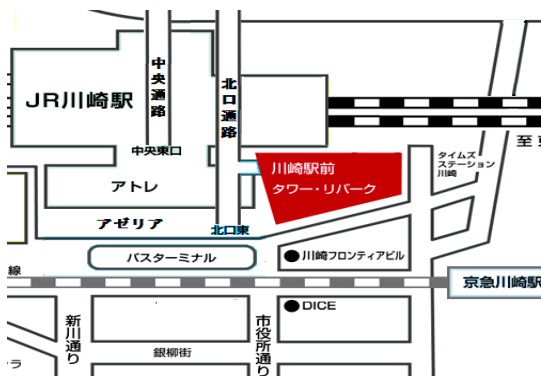 中央通路
北口通路
JR川崎駅
中央東口
至
川崎駅前
タワー・リパーク
タイムズ
ステーション
川崎
アトレ
アゼリア
北口東
バスターミナル
川崎フロンティアビル
線
京急川崎駅
DICE
新川通り
市役所通り
銀柳街
ラ